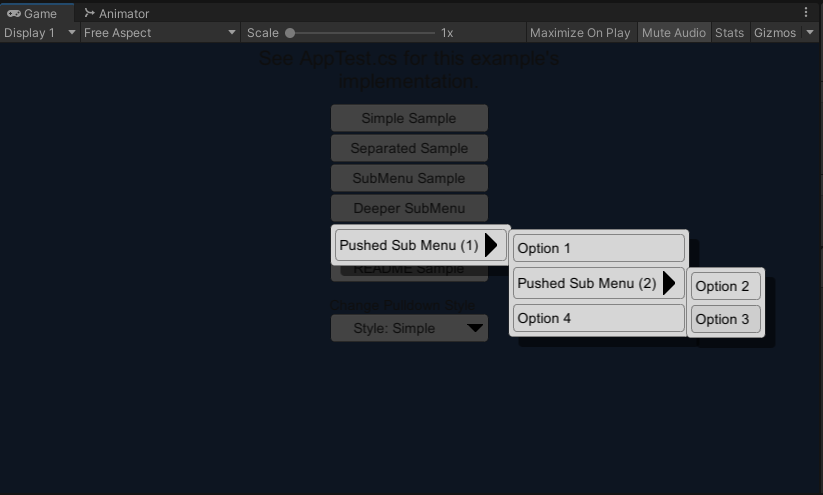 Game
Animator
Display 1
Free Aspect
Scale
1x
Maximize On Play
Mute Audio
Stats
Gizmos
See AppTest.cs for this example's
implementation.
Simple Sample
Separated Sample
SubMenu Sample
Deeper SubMenu
Pushed Sub Menu (1)
Option 1
README Sample
Pushed Sub Menu (2)
Option 2
Option 4
Option 3
Change Pulldown Style
Style: Simple